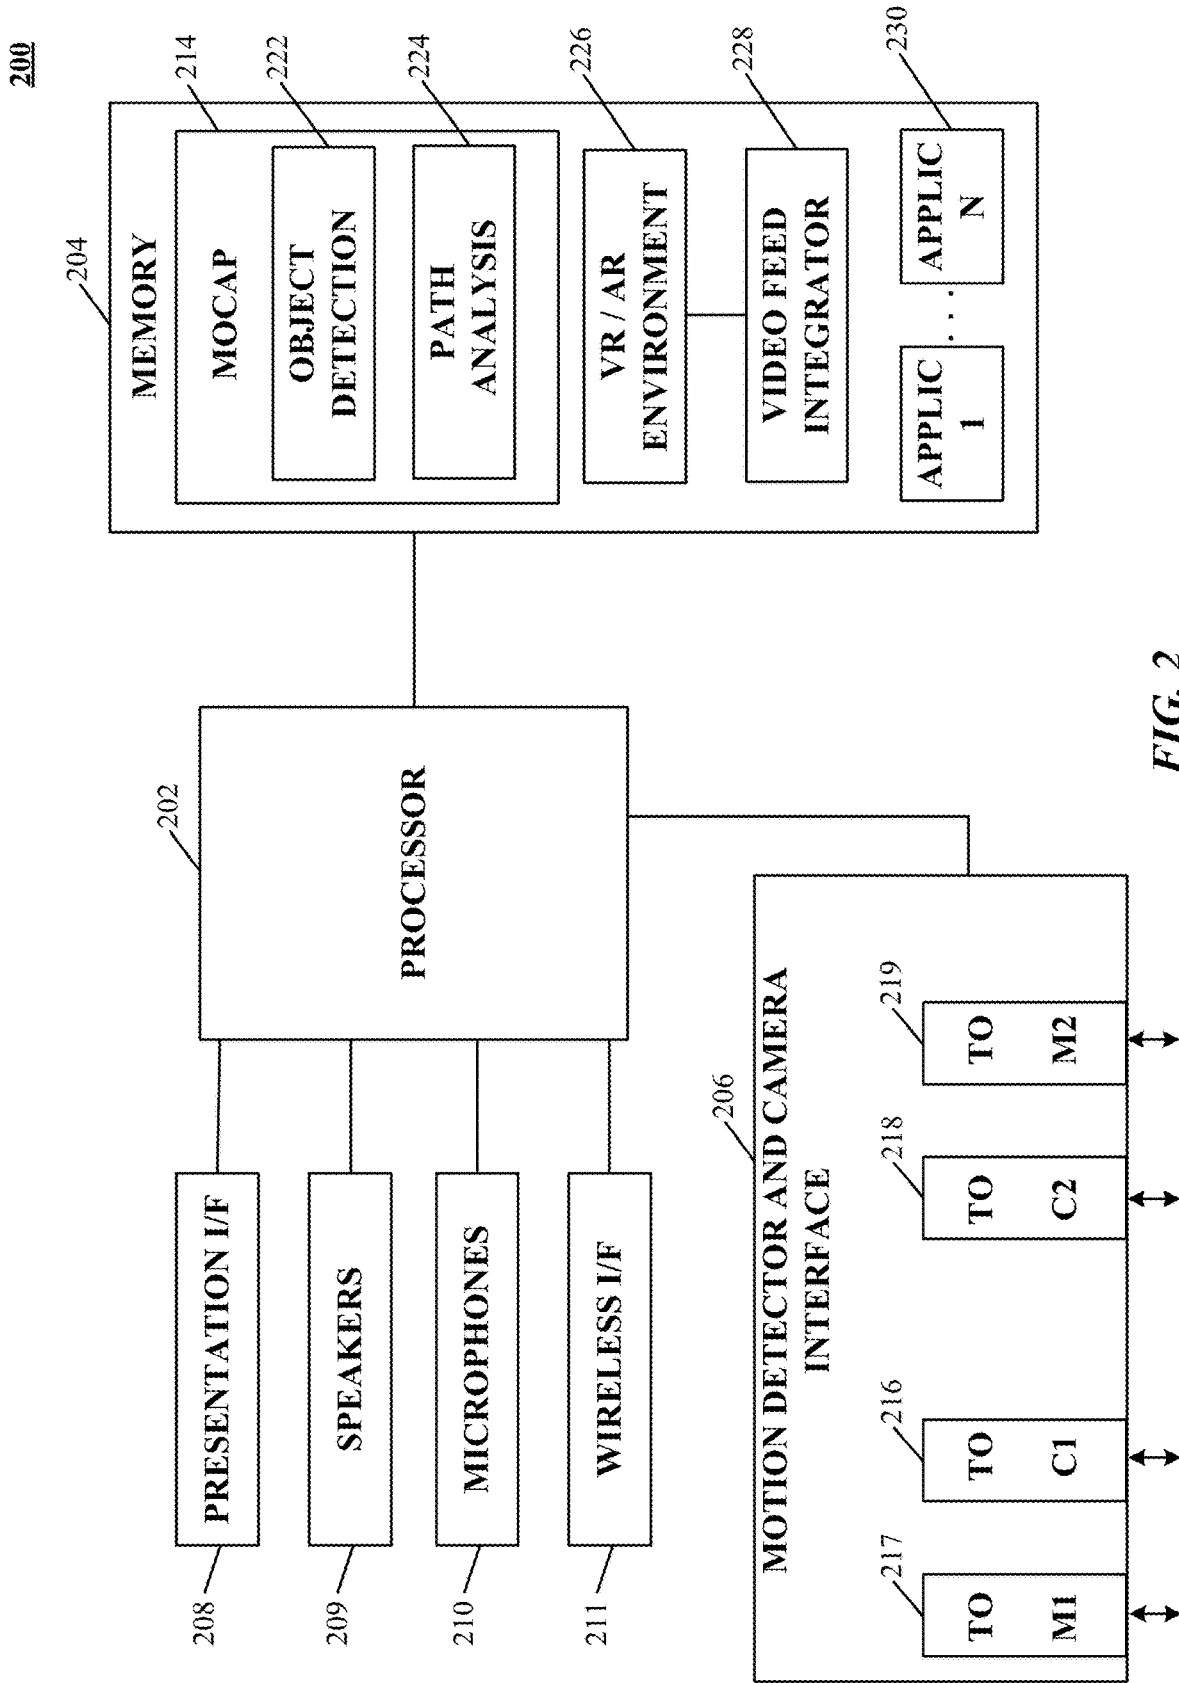 200
204
MEMORY
214
MOCAP
222
OBJECT
DETECTION
224
PATH
ANALYSIS
226
VR / AR
ENVIRONMENT
228
VIDEO FEED
INTEGRATOR
230
APPLIC
1
. . .
APPLIC
N
202
PROCESSOR
208
PRESENTATION I/F
209
SPEAKERS
210
MICROPHONES
211
WIRELESS I/F
206
MOTION DETECTOR AND CAMERA
INTERFACE
217
TO
M1
216
TO
C1
218
TO
C2
219
TO
M2
FIG. 2